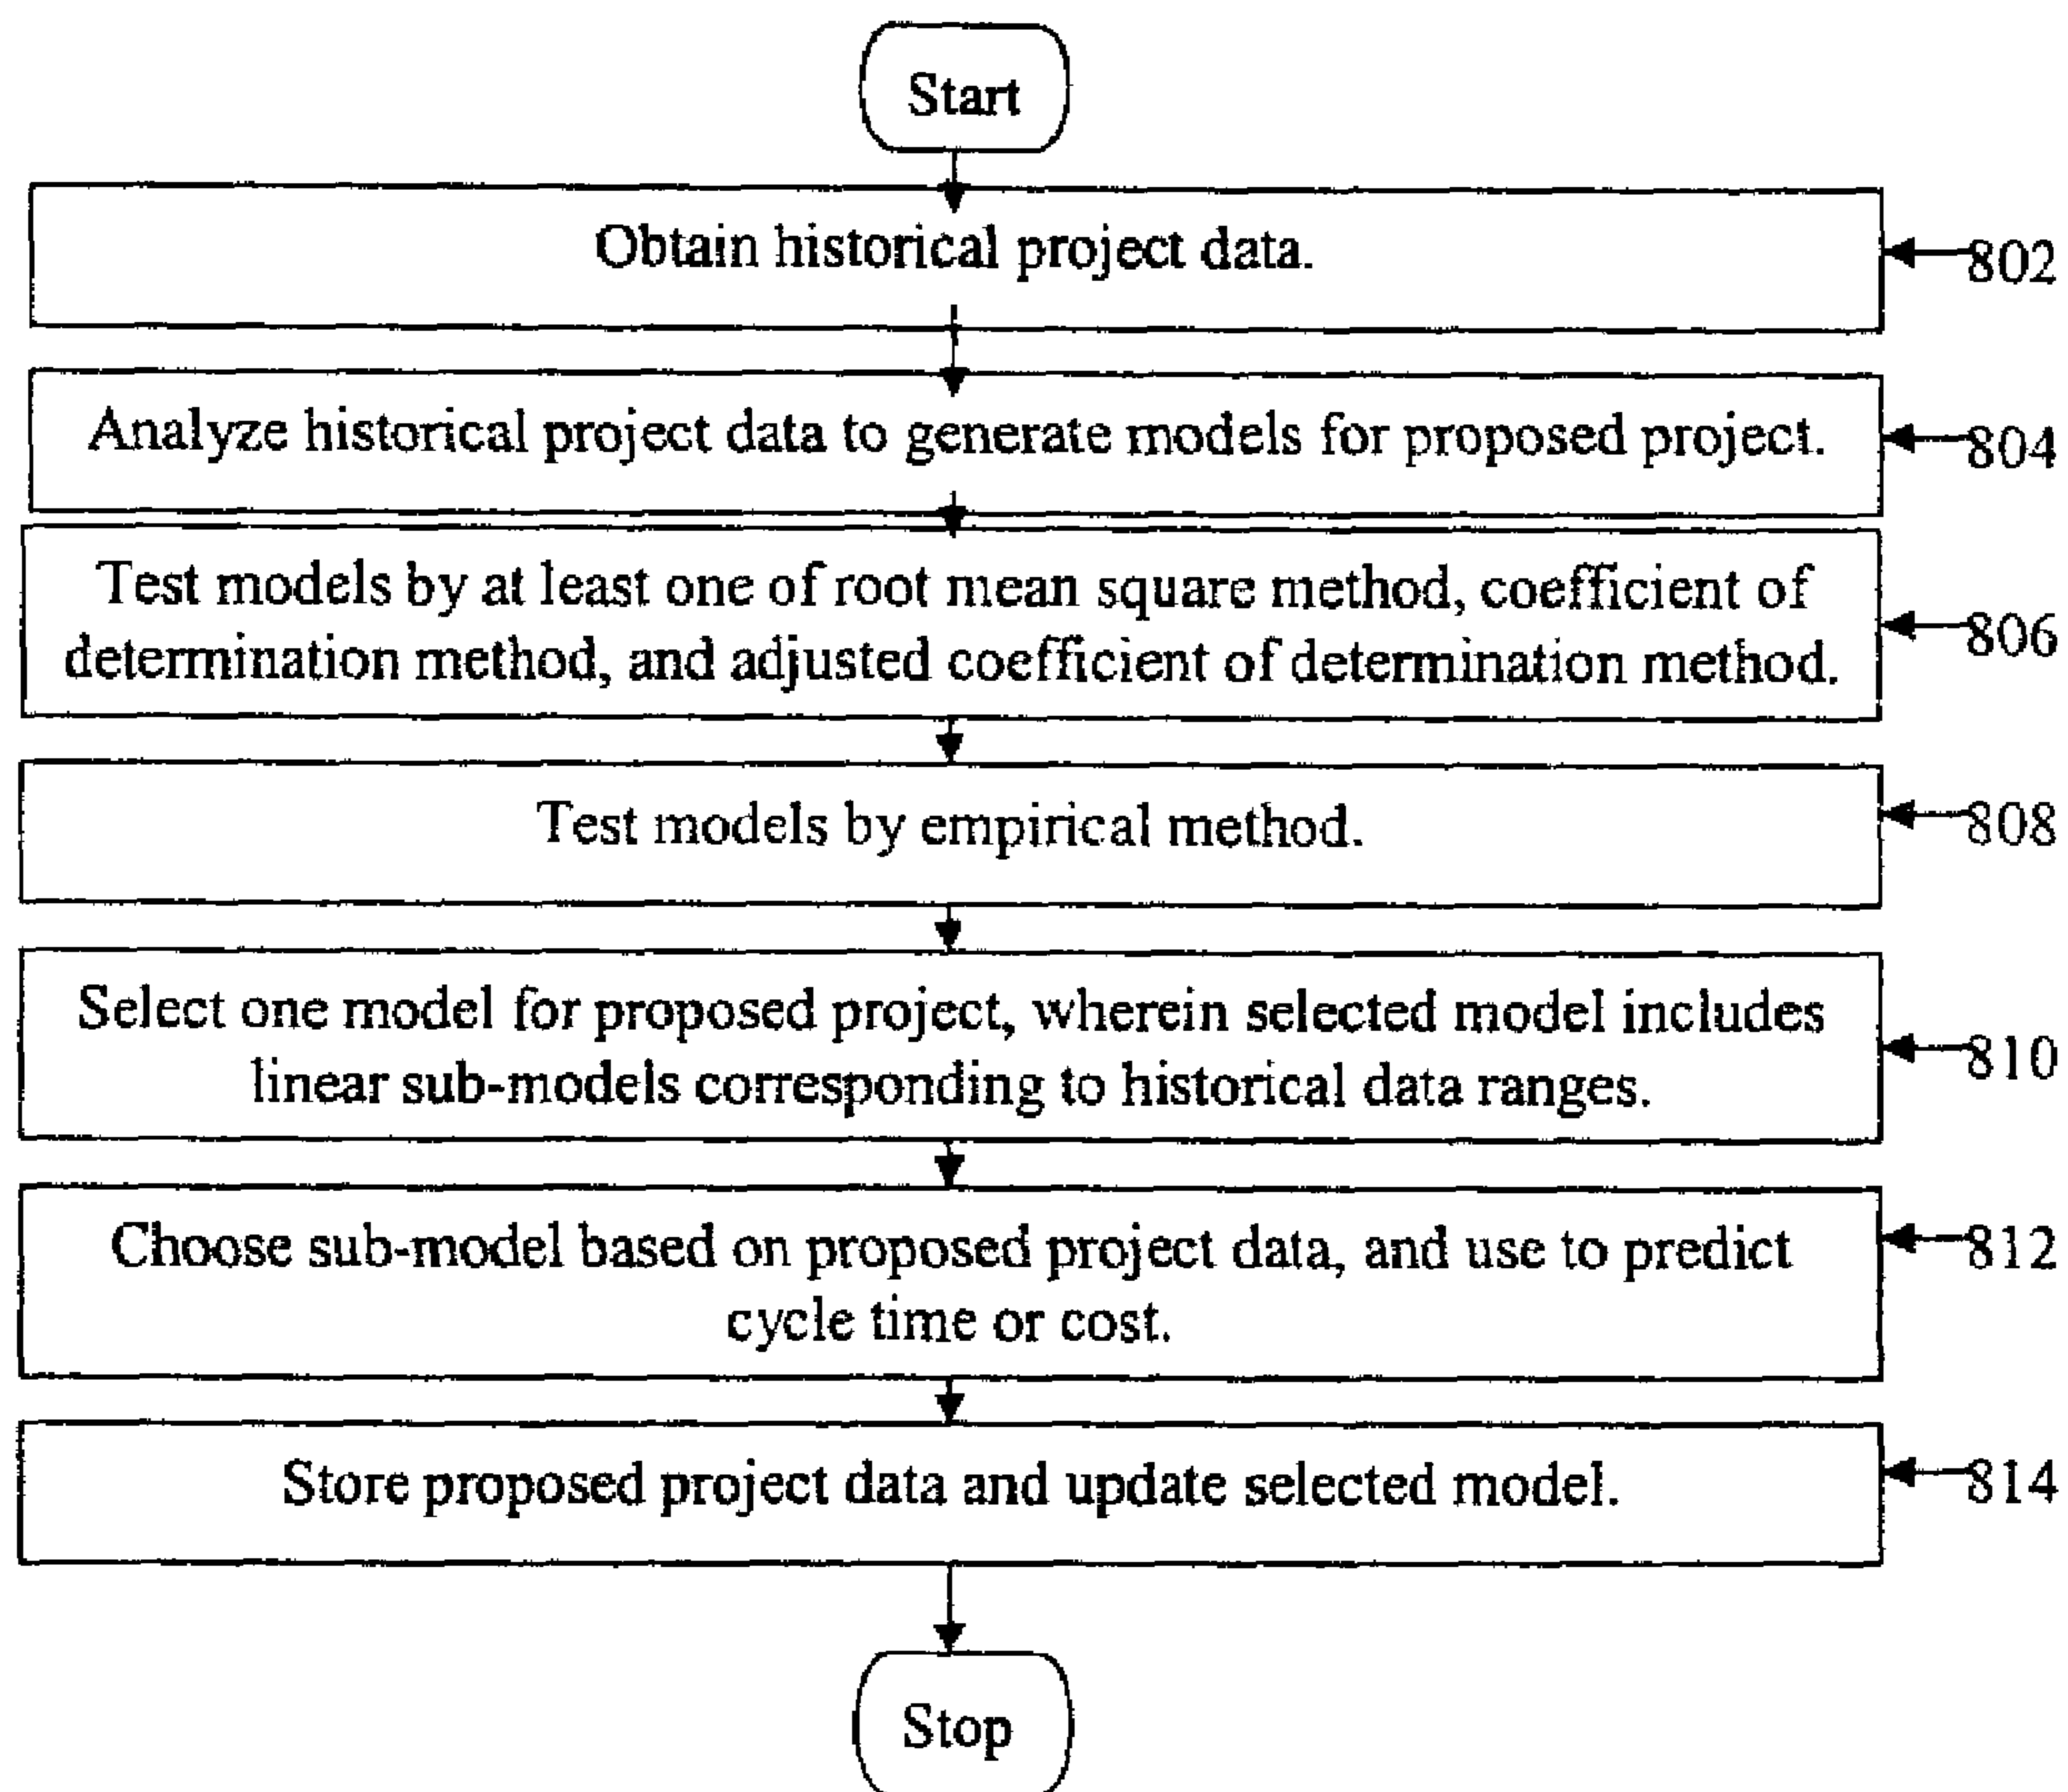 Start
Obtain historical project data.
802
Analyze historical project data to generate models for proposed project.
804
Test models by at least one of root mean square method, coefficient of
determination method, and adjusted coefficient of determination method.
806
Test models by empirical method.
808
Select one model for proposed project, wherein selected model includes
linear sub-models corresponding to historical data ranges.
810
Choose sub-model based on proposed project data, and use to predict
cycle time or cost.
812
Store proposed project data and update selected model.
814
Stop